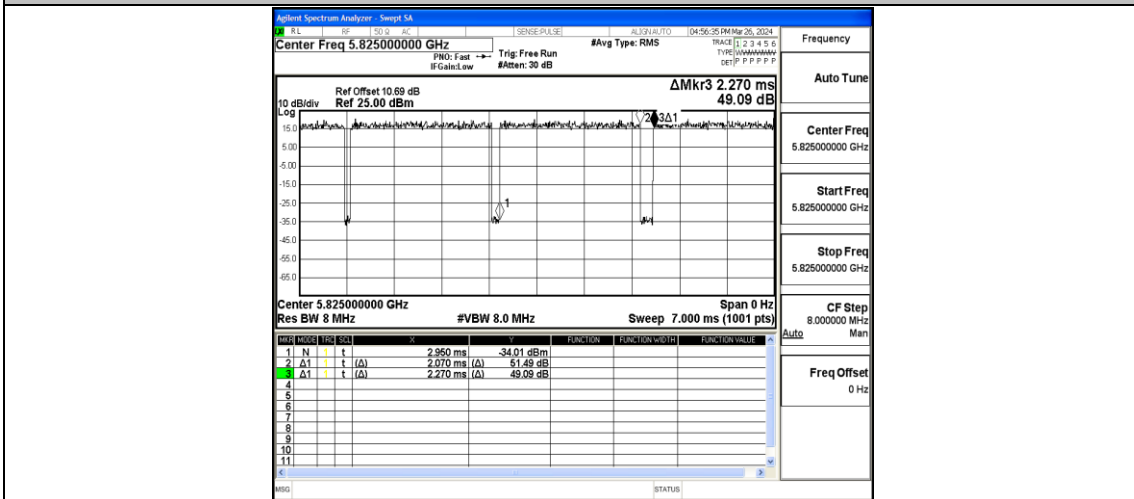 Agilent Spectrum Analyzer - Swept SA
RL RF 50 Ω AC SENSE:PULSE ALIGN AUTO 04:56:35 PM Mar 26, 2024
Center Freq 5.825000000 GHz #Avg Type: RMS TRACE 1 2 3 4 5 6
PNO: Fast Trig: Free Run TYPE
IFGain:Low #Atten: 30 dB DET P P P P P P
Frequency
Auto Tune
ΔMkr3 2.270 ms
49.09 dB
Ref Offset 10.69 dB
10 dB/div Ref 25.00 dBm
Log
15.0
5.00
-5.00
-15.0
-25.0
-35.0
-45.0
-55.0
-65.0
2 3Δ1
1
Center Freq
5.825000000 GHz
Start Freq
5.825000000 GHz
Stop Freq
5.825000000 GHz
Center 5.825000000 GHz Span 0 Hz
Res BW 8 MHz #VBW 8.0 MHz Sweep 7.000 ms (1001 pts)
CF Step
8.000000 MHz
Auto Man
MKR MODE TRC SCL X Y FUNCTION FUNCTION WIDTH FUNCTION VALUE
1 N 1 t 2.950 ms -34.01 dBm
2 Δ1 1 t (Δ) 2.070 ms (Δ) 51.49 dB
3 Δ1 1 t (Δ) 2.270 ms (Δ) 49.09 dB
4
5
6
7
8
9
10
11
Freq Offset
0 Hz
MSG STATUS